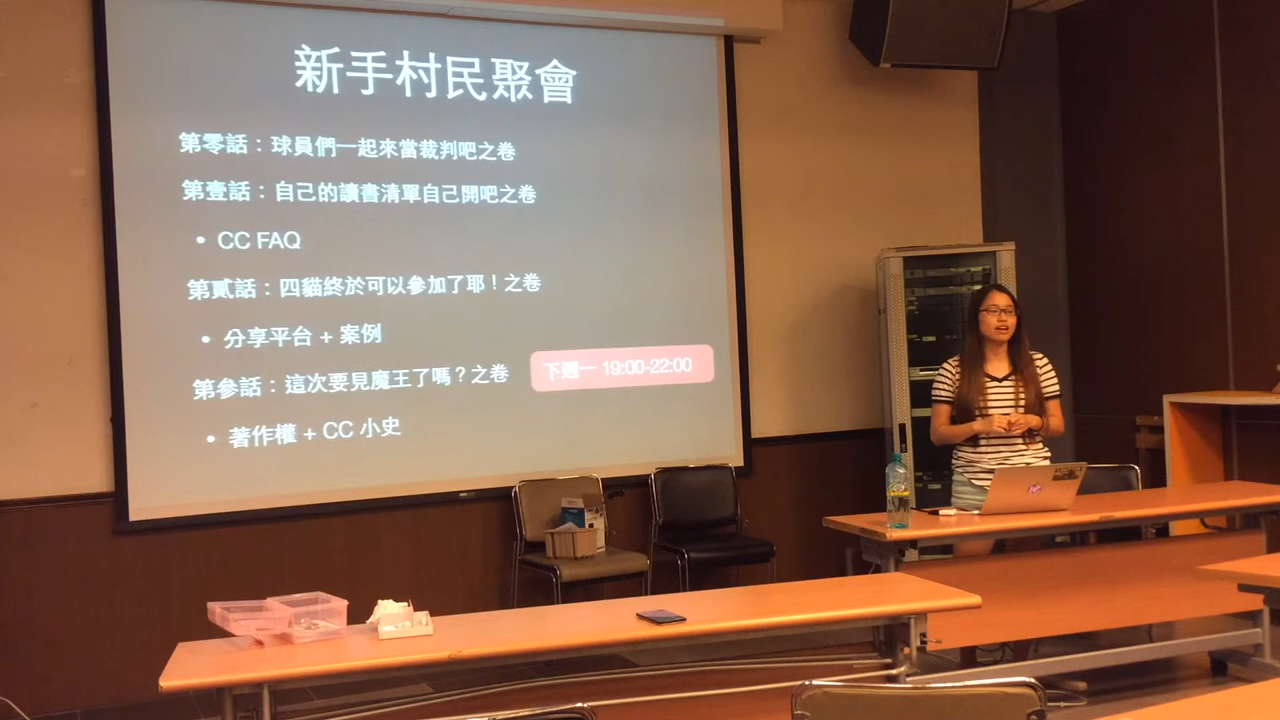 新手村民聚會
第零話：球員們一起來當裁判吧之卷
第壹話：自己的讀書清單自己開吧之卷
• CC FAQ
第貳話：四貓終於可以參加了耶！之卷
• 分享平台 + 案例
第參話：這次要見魔王了嗎？之卷
下週一 19:00-22:00
• 著作權 + CC 小史